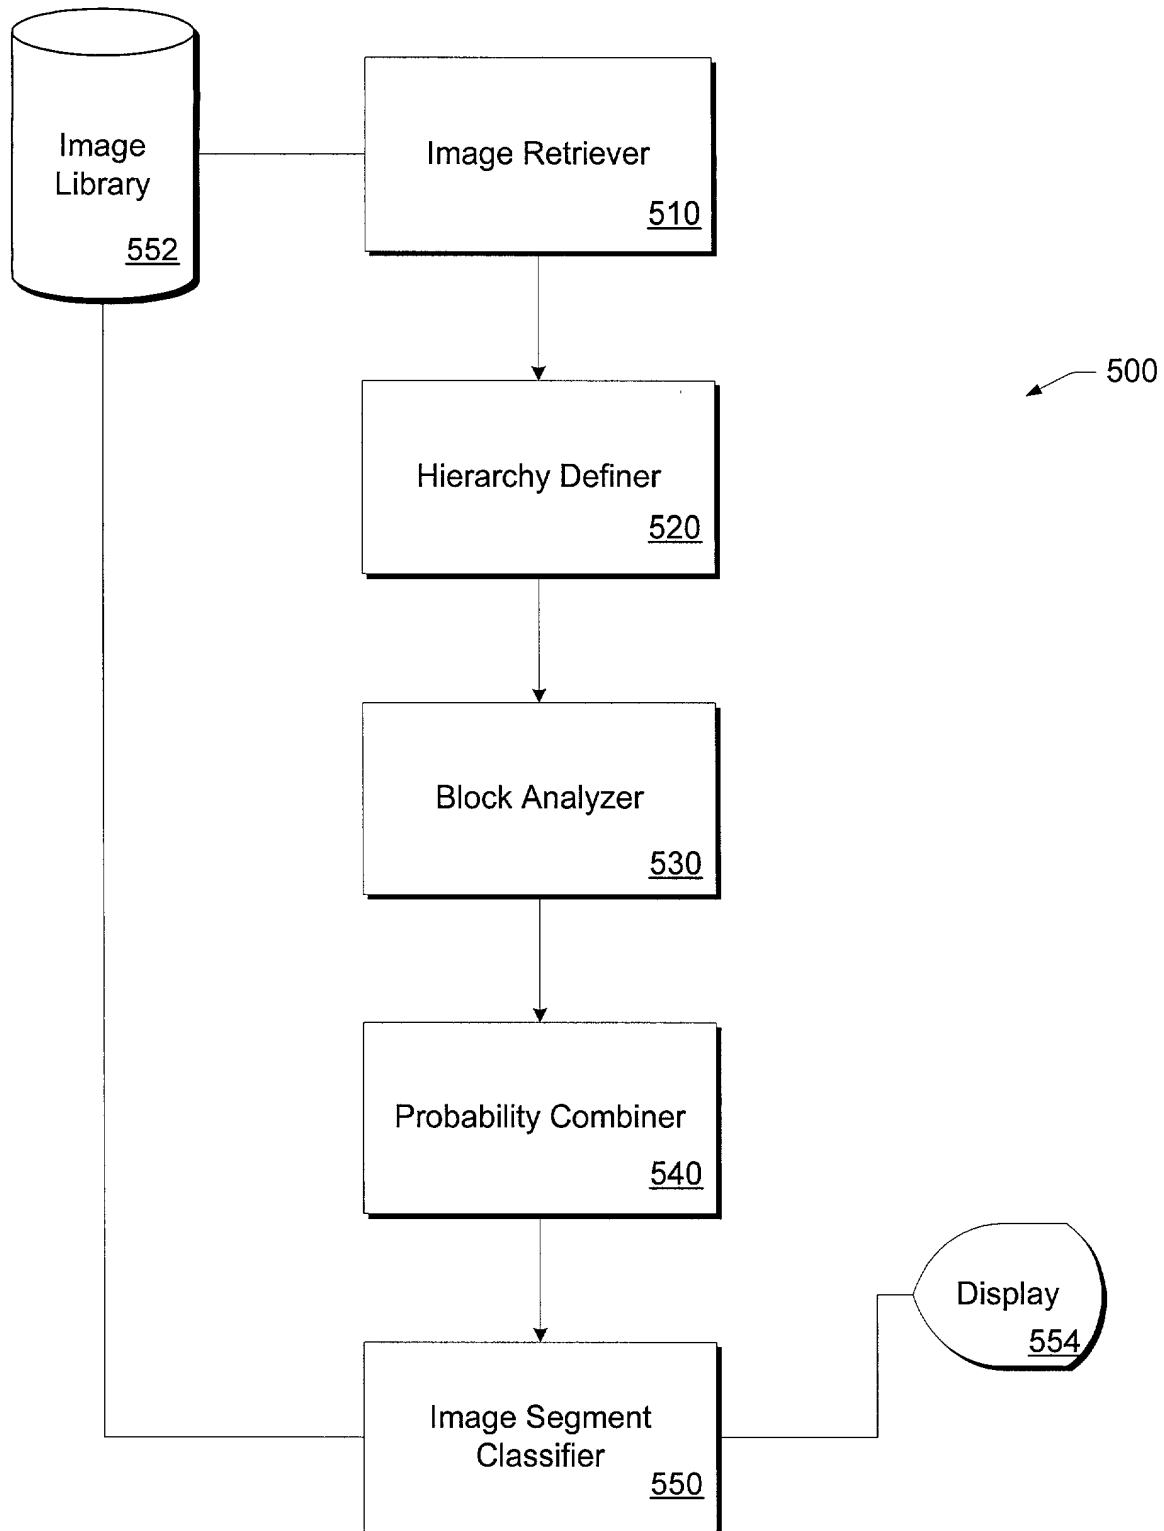 Image
Library
552
Image Retriever
510
500
Hierarchy Definer
520
Block Analyzer
530
Probability Combiner
540
Display
554
Image Segment
Classifier
550